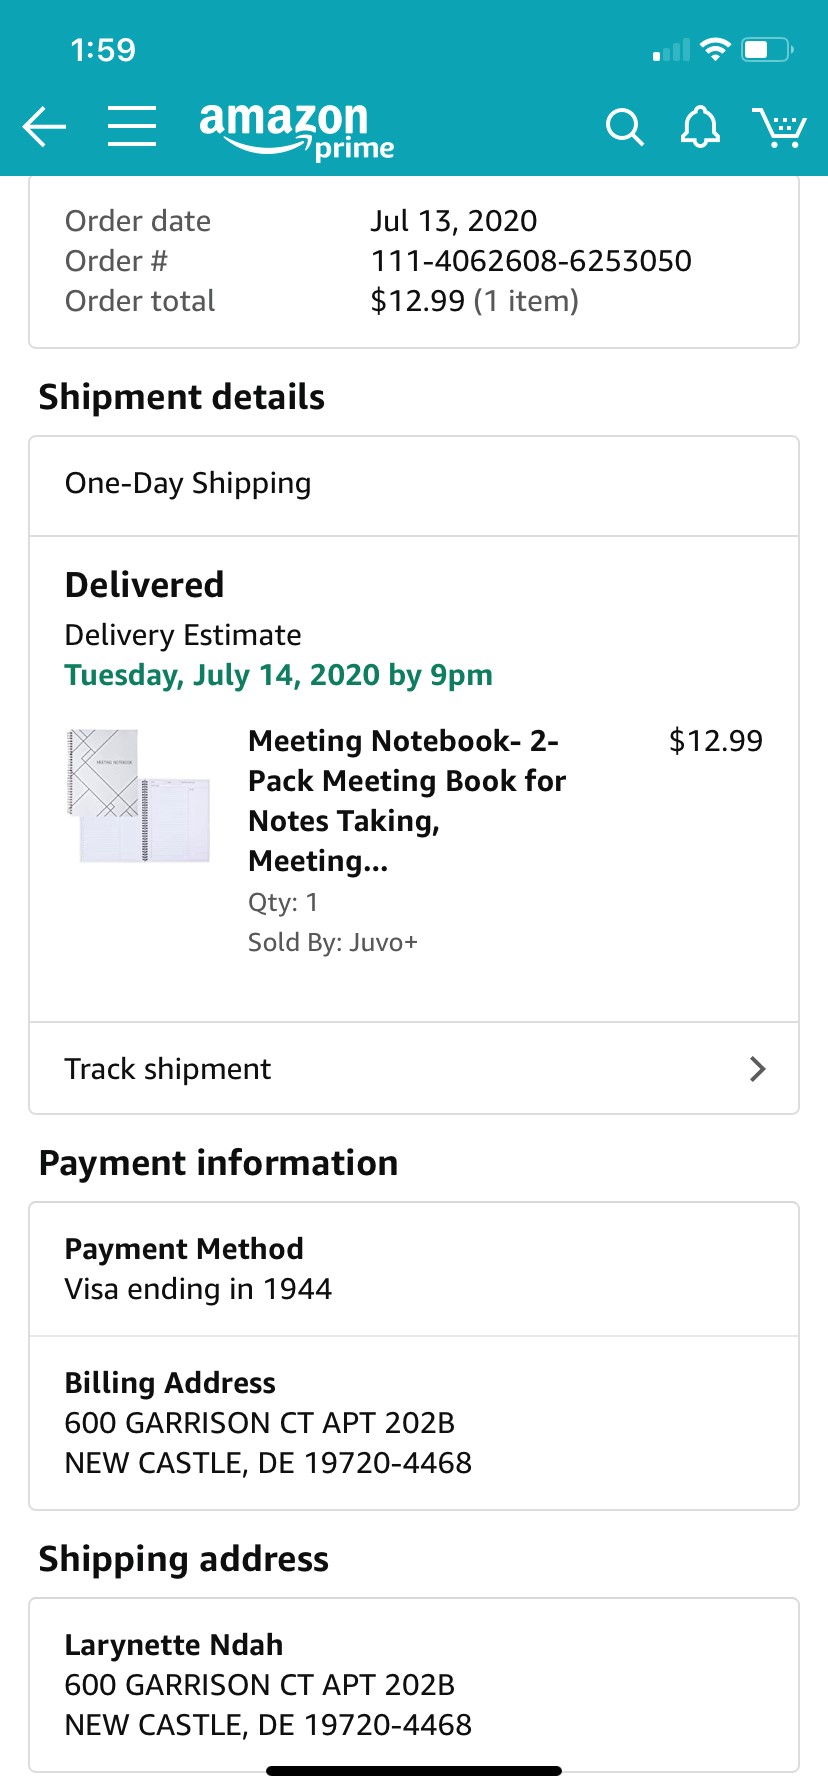 1:59
amazon
prime
Order date Jul 13, 2020
Order # 111-4062608-6253050
Order total $12.99 (1 item)
Shipment details
One-Day Shipping
Delivered
Delivery Estimate
Tuesday, July 14, 2020 by 9pm
MEETING NOTEBOOK
Meeting Notebook- 2- $12.99
Pack Meeting Book for
Notes Taking,
Meeting...
Qty: 1
Sold By: Juvo+
Track shipment
Payment information
Payment Method
Visa ending in 1944
Billing Address
600 GARRISON CT APT 202B
NEW CASTLE, DE 19720-4468
Shipping address
Larynette Ndah
600 GARRISON CT APT 202B
NEW CASTLE, DE 19720-4468